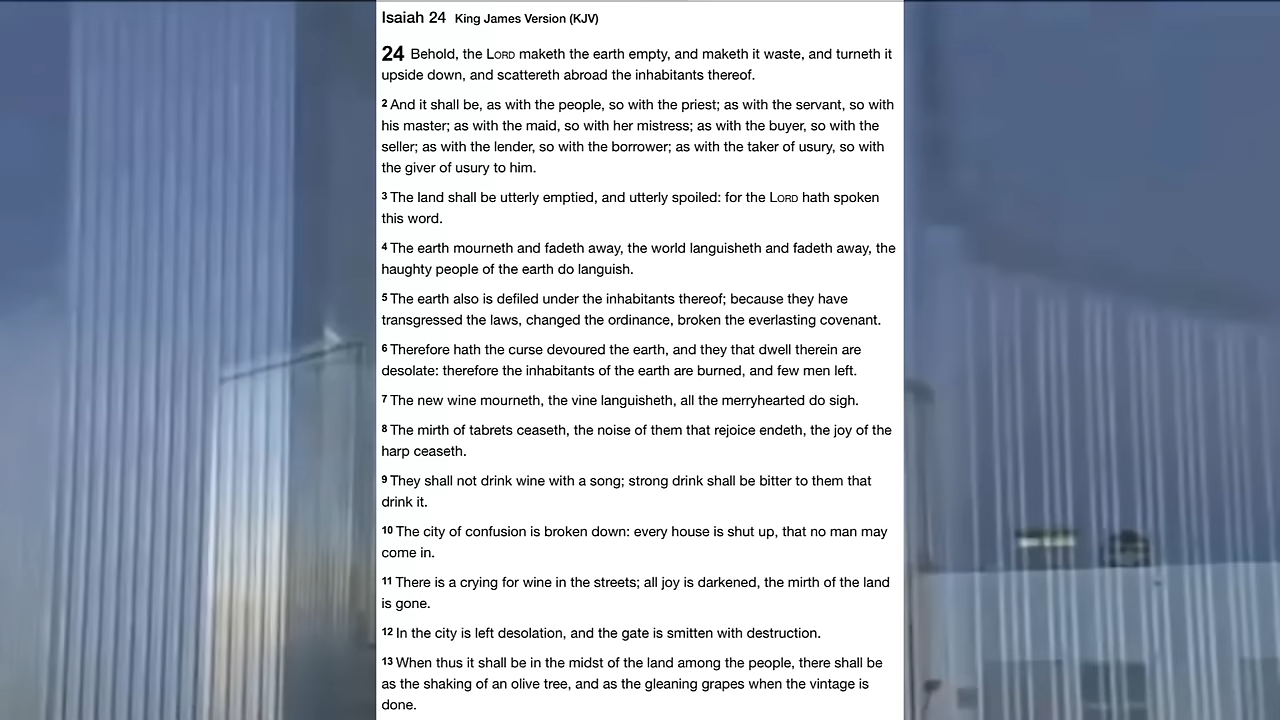 Isaiah 24 King James Version (KJV)
24 Behold, the LORD maketh the earth empty, and maketh it waste, and turneth it
upside down, and scattereth abroad the inhabitants thereof.
2 And it shall be, as with the people, so with the priest; as with the servant, so with
his master; as with the maid, so with her mistress; as with the buyer, so with the
seller; as with the lender, so with the borrower; as with the taker of usury, so with
the giver of usury to him.
3 The land shall be utterly emptied, and utterly spoiled: for the LORD hath spoken
this word.
4 The earth mourneth and fadeth away, the world languisheth and fadeth away, the
haughty people of the earth do languish.
5 The earth also is defiled under the inhabitants thereof; because they have
transgressed the laws, changed the ordinance, broken the everlasting covenant.
6 Therefore hath the curse devoured the earth, and they that dwell therein are
desolate: therefore the inhabitants of the earth are burned, and few men left.
7 The new wine mourneth, the vine languisheth, all the merryhearted do sigh.
8 The mirth of tabrets ceaseth, the noise of them that rejoice endeth, the joy of the
harp ceaseth.
9 They shall not drink wine with a song; strong drink shall be bitter to them that
drink it.
10 The city of confusion is broken down: every house is shut up, that no man may
come in.
11 There is a crying for wine in the streets; all joy is darkened, the mirth of the land
is gone.
12 In the city is left desolation, and the gate is smitten with destruction.
13 When thus it shall be in the midst of the land among the people, there shall be
as the shaking of an olive tree, and as the gleaning grapes when the vintage is
done.